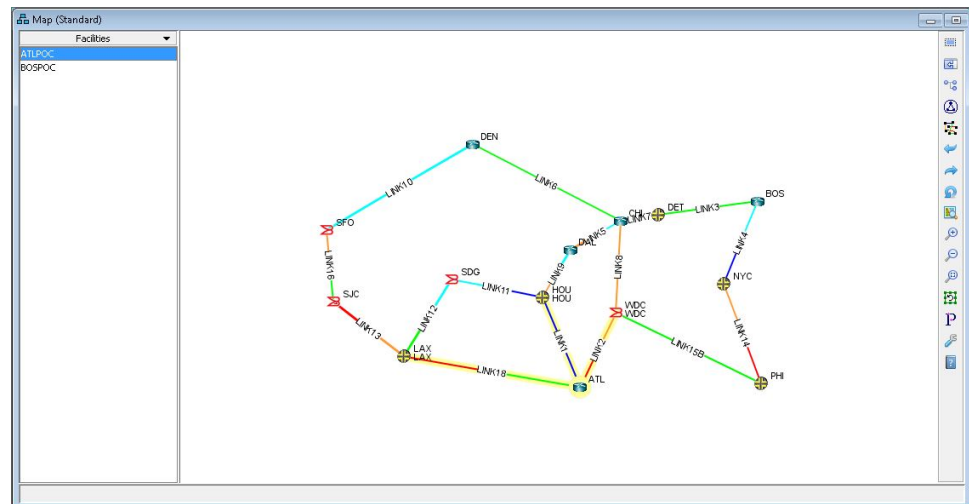 Map (Standard)
Facilities
ATLPOC
BOSPOC
DEN
LINK10
LINK6
BOS
DET
LINK3
CHI
LINK7
SFO
LINK5
DAL
LINK4
LINK16
LINK9
LINK8
SDG
NYC
LINK11
HOU
HOU
SJC
LINK12
WDC
WDC
LINK13
LINK1
LINK2
LINK15B
LINK14
LAX
LAX
LINK18
ATL
PHI
P
?